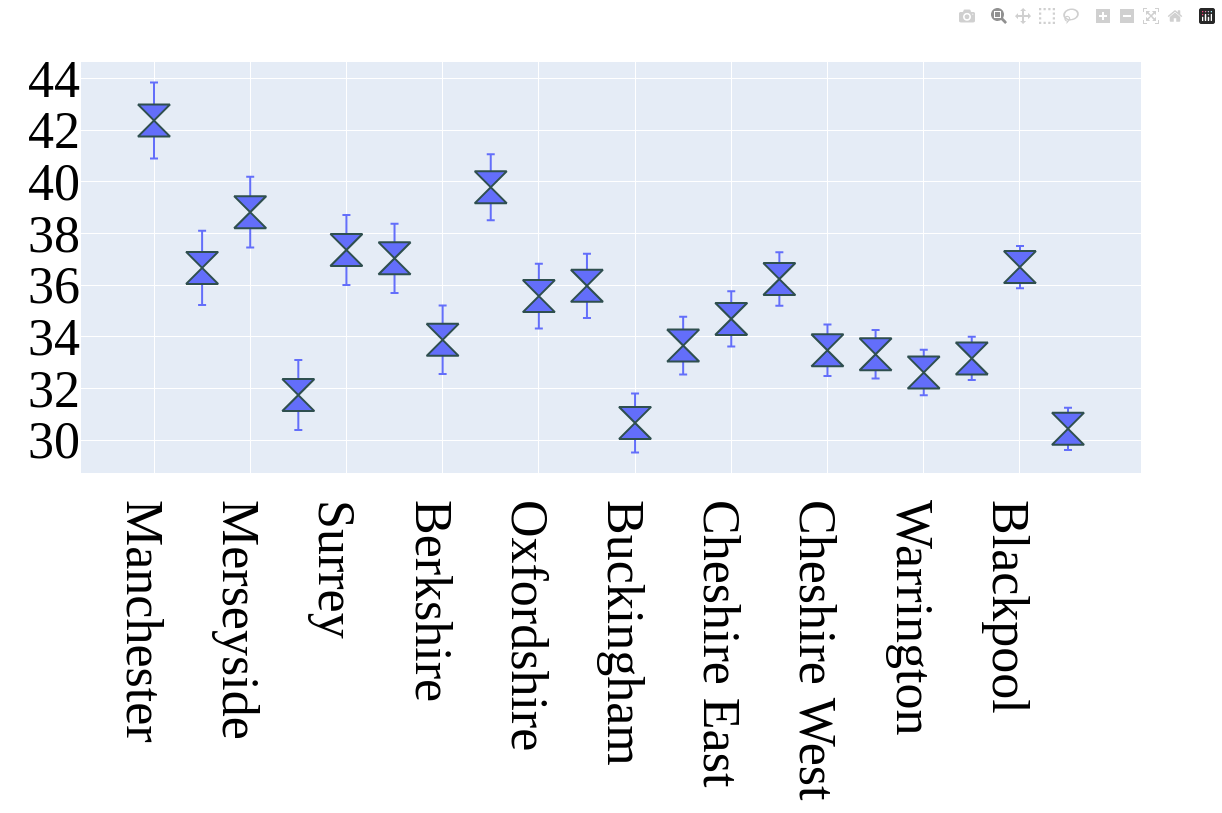 44
42
40
38
36
34
32
30
Manchester
Merseyside
Surrey
Berkshire
Oxfordshire
Buckingham
Cheshire East
Cheshire West
Warrington
Blackpool